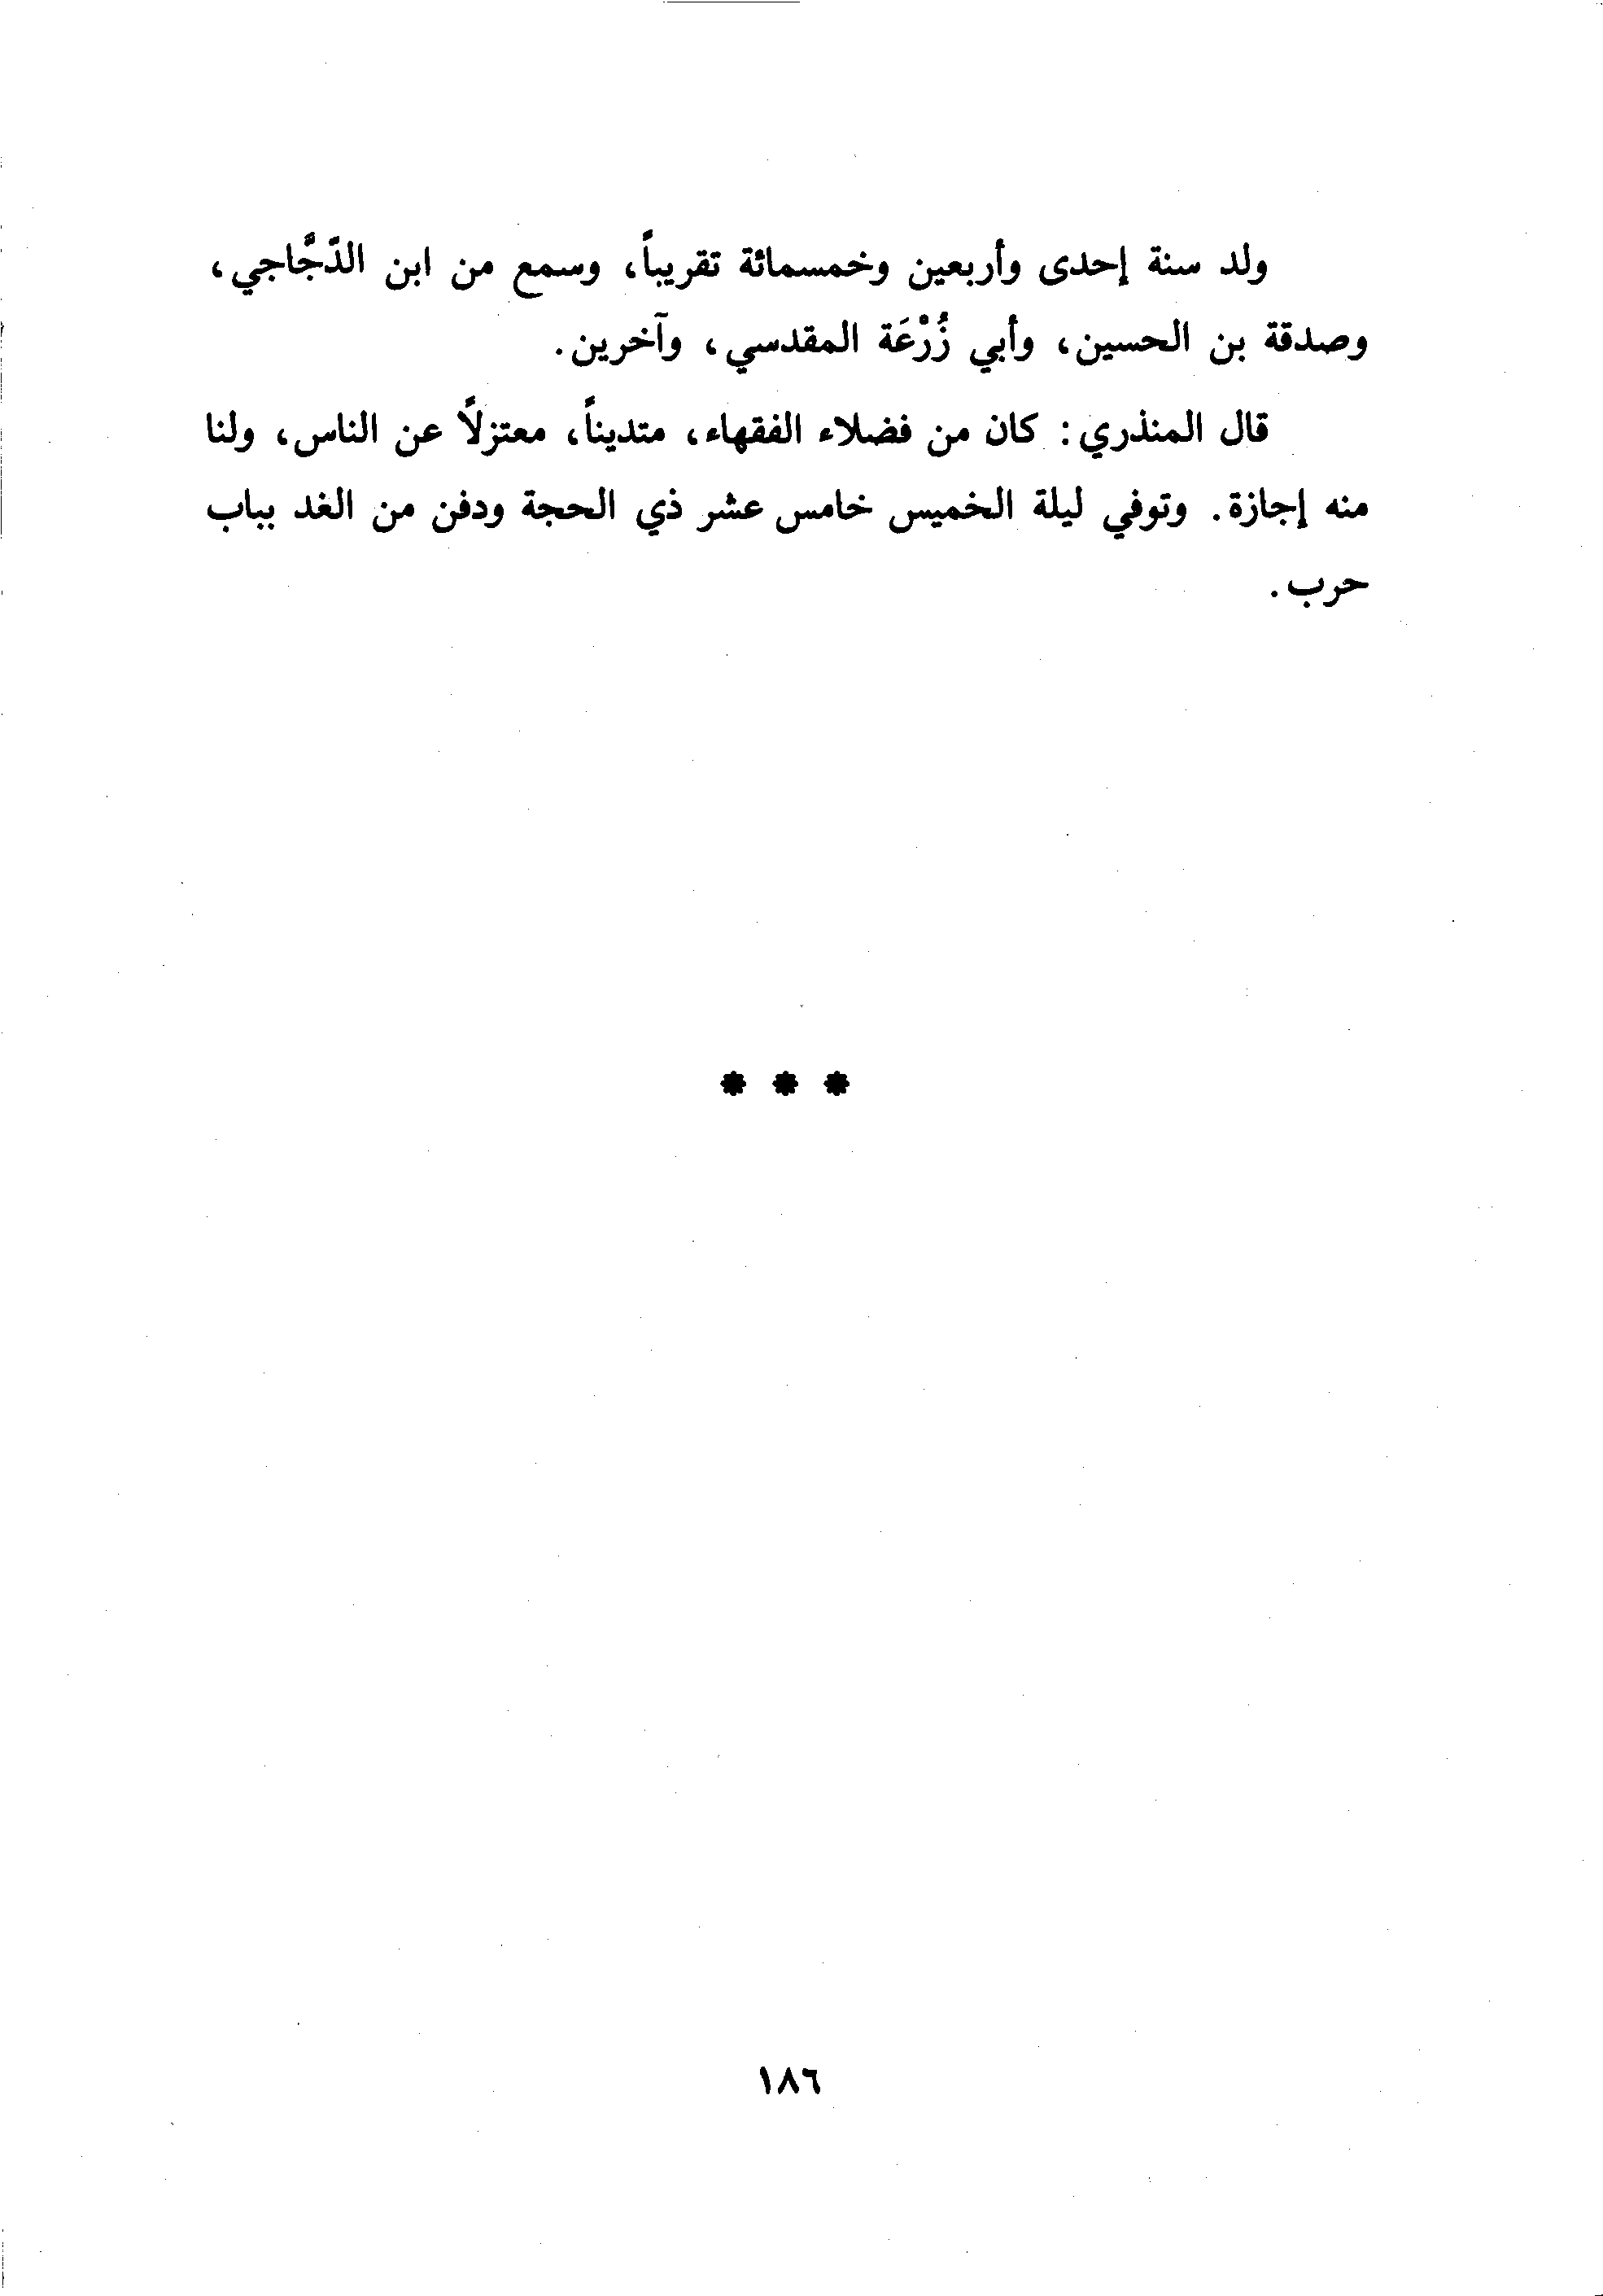 ولد سنة إحدى وأربعين وخمسمائة تقريباً، وسمع من ابن الدّجَّاجي،
وصدقة بن الحسين، وأبي زُرْعَة المقدسي، وآخرين.
قال المنذري: كان من فضلاء الفقهاء، متديناً، معتزلاً عن الناس، ولنا
منه إجازة. وتوفي ليلة الخميس خامس عشر ذي الحجة ودفن من الغد بباب
حرب.
* * *
١٨٦